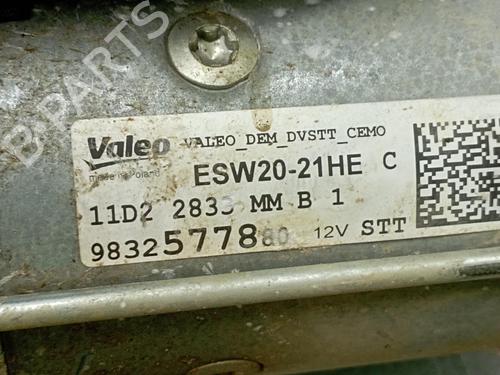 B-PARTS
Valeo VALEO_DEM_DVSTT_CEMO
made in Poland ESW20-21HE C
11D2 2833 MM B 1
9832577880 12V STT